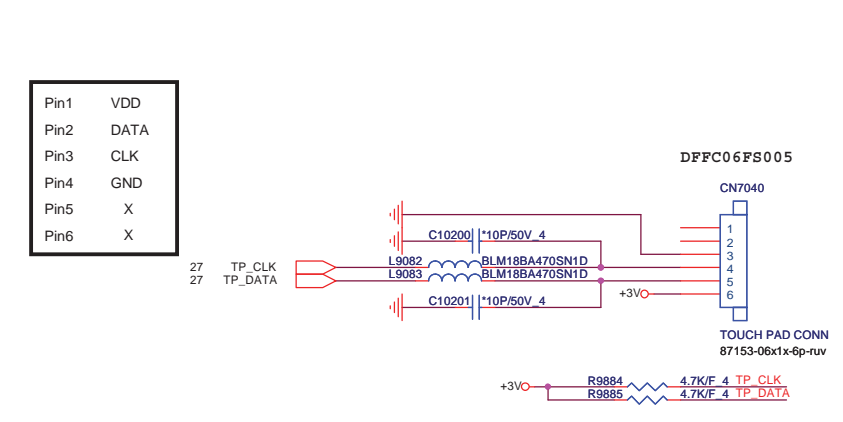 Pin1 VDD
Pin2 DATA
Pin3 CLK
Pin4 GND
Pin5 X
Pin6 X
DFFC06FS005
CN7040
C10200 *10P/50V_4
1
2
3
4
5
6
27 TP_CLK L9082 BLM18BA470SN1D
27 TP_DATA L9083 BLM18BA470SN1D
+3V
C10201 *10P/50V_4
TOUCH PAD CONN
87153-06x1x-6p-ruv
+3V
R9884 4.7K/F_4 TP_CLK
R9885 4.7K/F_4 TP_DATA